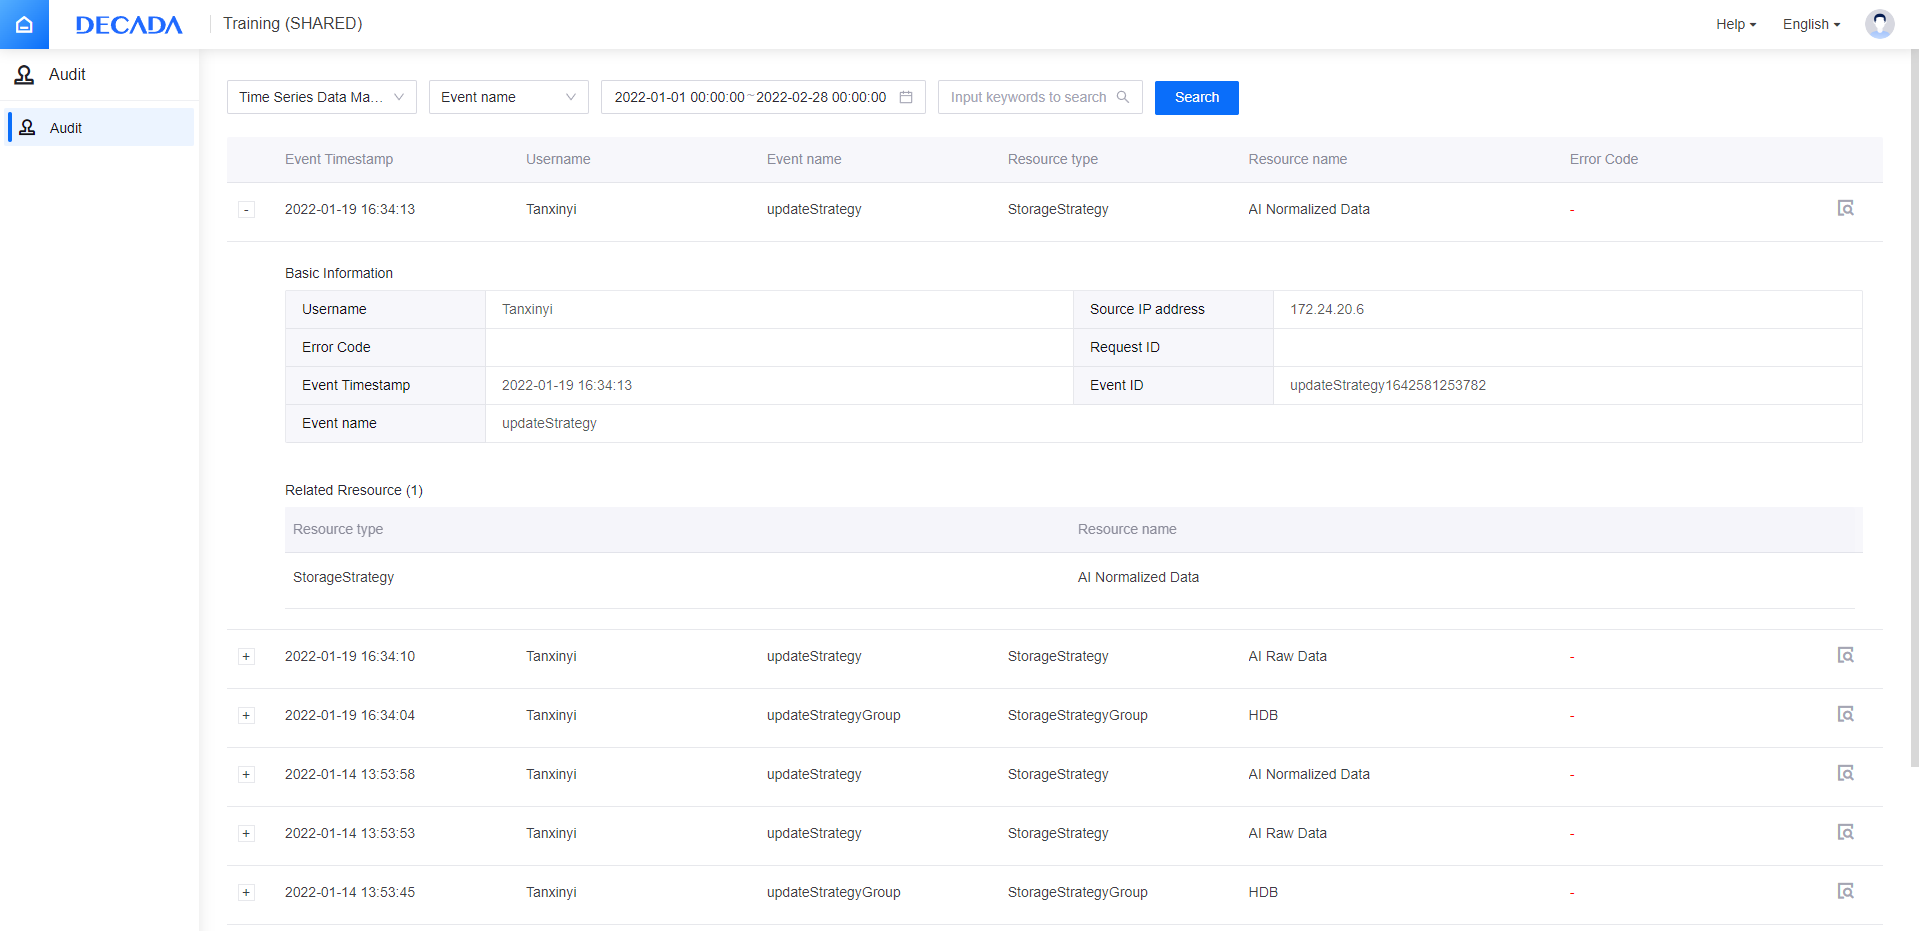 DECADA Training (SHARED) Help English
Audit
Audit
Time Series Data Ma... Event name 2022-01-01 00:00:00~2022-02-28 00:00:00 Input keywords to search Search
Event Timestamp Username Event name Resource type Resource name Error Code
- 2022-01-19 16:34:13 Tanxinyi updateStrategy StorageStrategy AI Normalized Data -
Basic Information
Username Tanxinyi Source IP address 172.24.20.6
Error Code Request ID
Event Timestamp 2022-01-19 16:34:13 Event ID updateStrategy1642581253782
Event name updateStrategy
Related Rresource (1)
Resource type Resource name
StorageStrategy AI Normalized Data
+ 2022-01-19 16:34:10 Tanxinyi updateStrategy StorageStrategy AI Raw Data -
+ 2022-01-19 16:34:04 Tanxinyi updateStrategyGroup StorageStrategyGroup HDB -
+ 2022-01-14 13:53:58 Tanxinyi updateStrategy StorageStrategy AI Normalized Data -
+ 2022-01-14 13:53:53 Tanxinyi updateStrategy StorageStrategy AI Raw Data -
+ 2022-01-14 13:53:45 Tanxinyi updateStrategyGroup StorageStrategyGroup HDB -